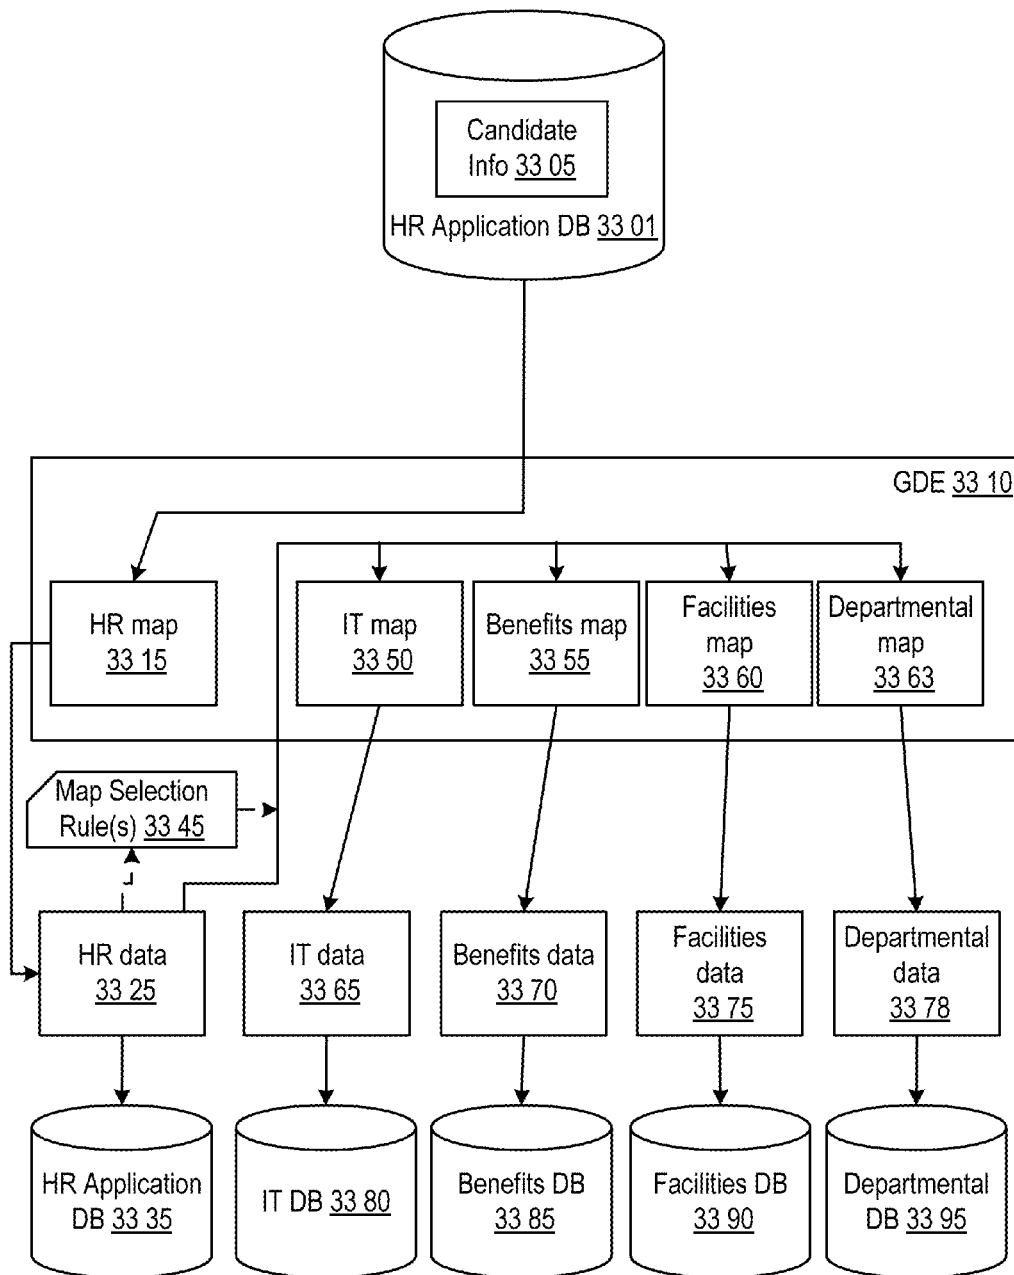 Candidate
Info 33 05
HR Application DB 33 01
GDE 33 10
HR map
33 15
IT map
33 50
Benefits map
33 55
Facilities
map
33 60
Departmental
map
33 63
Map Selection
Rule(s) 33 45
HR data
33 25
IT data
33 65
Benefits data
33 70
Facilities
data
33 75
Departmental
data
33 78
HR Application
DB 33 35
IT DB 33 80
Benefits DB
33 85
Facilities DB
33 90
Departmental
DB 33 95